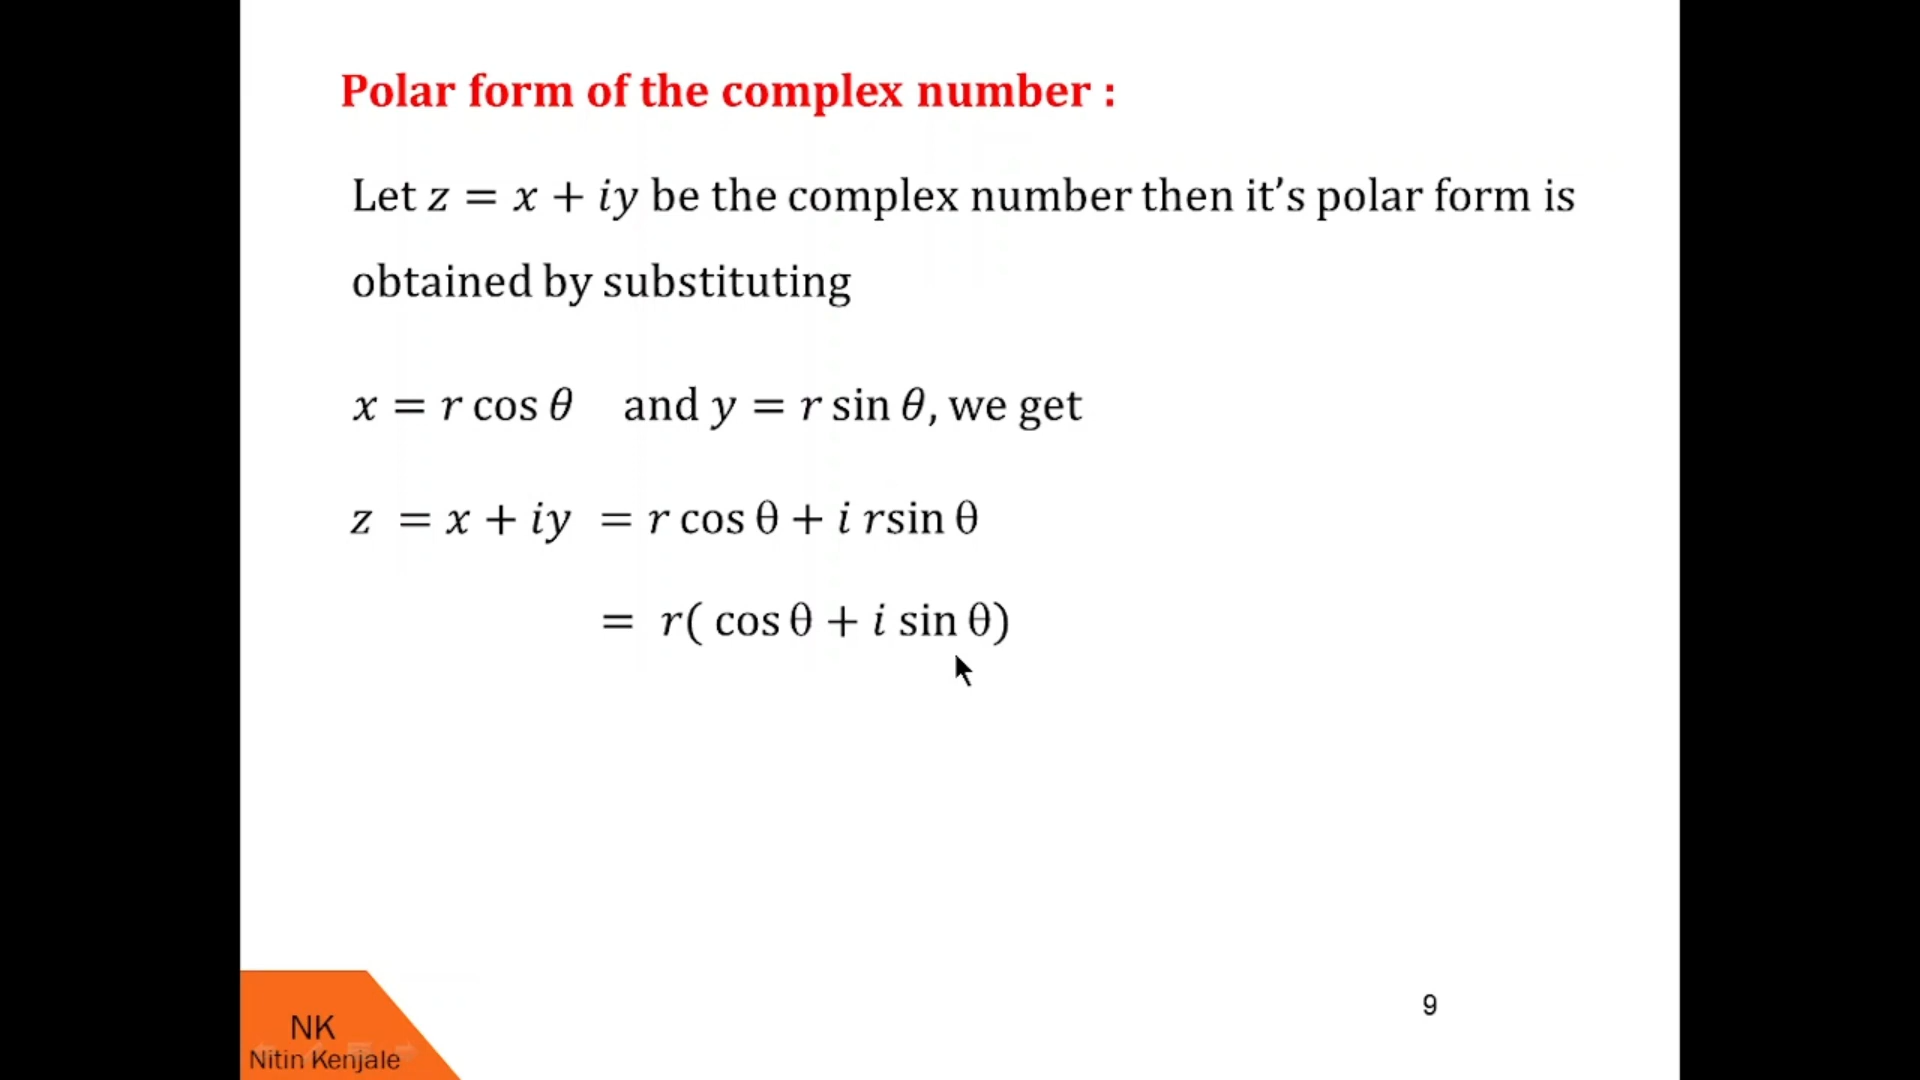 Polar form of the complex number :
Let z = x + iy be the complex number then it’s polar form is
obtained by substituting
x = r cos θ and y = r sin θ, we get
z = x + iy = r cos θ + i rsin θ
= r( cos θ + i sin θ)
NK
Nitin Kenjale
9